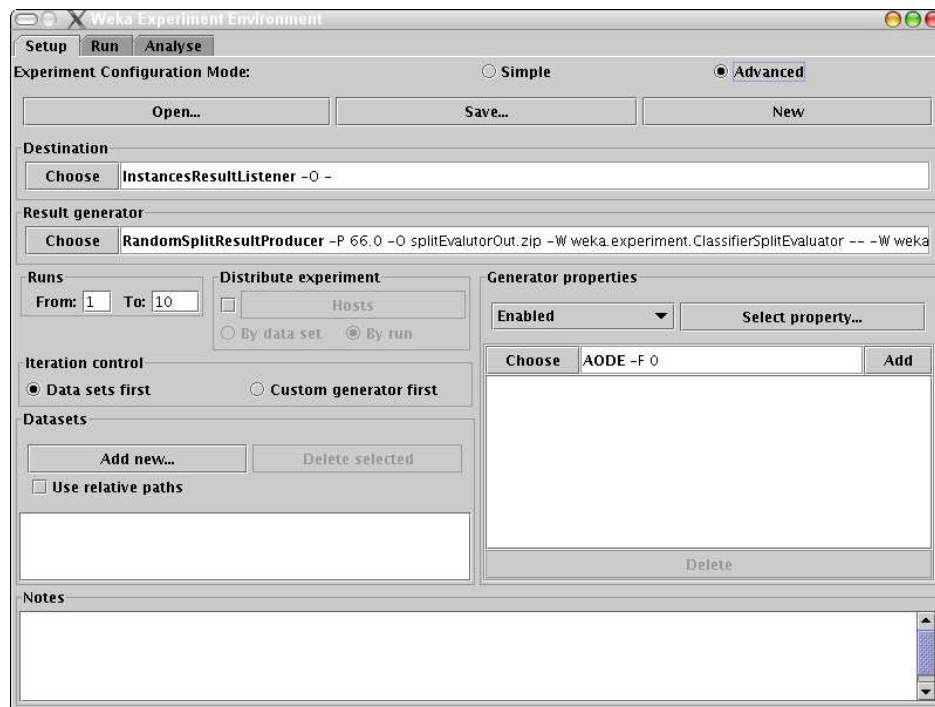 Weka Experiment Environment
Setup Run Analyse
Experiment Configuration Mode: Simple Advanced
Open... Save... New
Destination
Choose InstancesResultListener -O -
Result generator
Choose RandomSplitResultProducer -P 66.0 -O splitEvalutorOut.zip -W weka.experiment.ClassifierSplitEvaluator -- -W weka
Runs
From: 1 To: 10
Distribute experiment
Hosts
By data set By run
Generator properties
Enabled Select property...
Choose AODE -F 0 Add
Iteration control
Data sets first Custom generator first
Datasets
Add new... Delete selected
Use relative paths
Delete
Notes